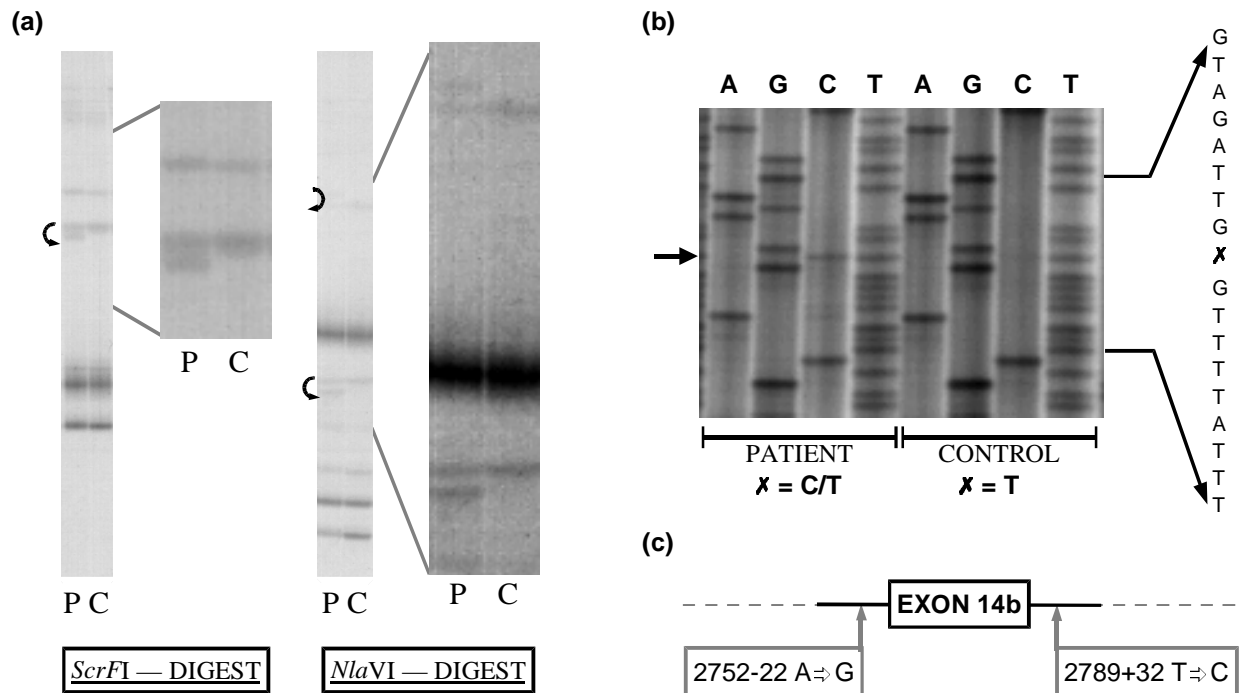 (a)
P C
P C
P C
P C
ScrFI — DIGEST
NlaVI — DIGEST
(b)
A G C T A G C T
PATIENT
✗ = C/T
CONTROL
✗ = T
G
T
A
G
A
T
T
G
✗
G
T
T
T
T
A
T
T
T
(c)
EXON 14b
2752-22 A⇨G
2789+32 T⇨C